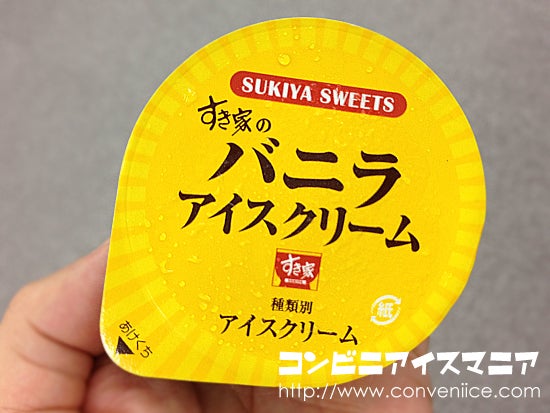 SUKIYA SWEETS
すき家の
バニラ
アイスクリーム
すき家
種類別
アイスクリーム
紙
あけくち
コンビニアイスマニア
http://www.conveniice.com/